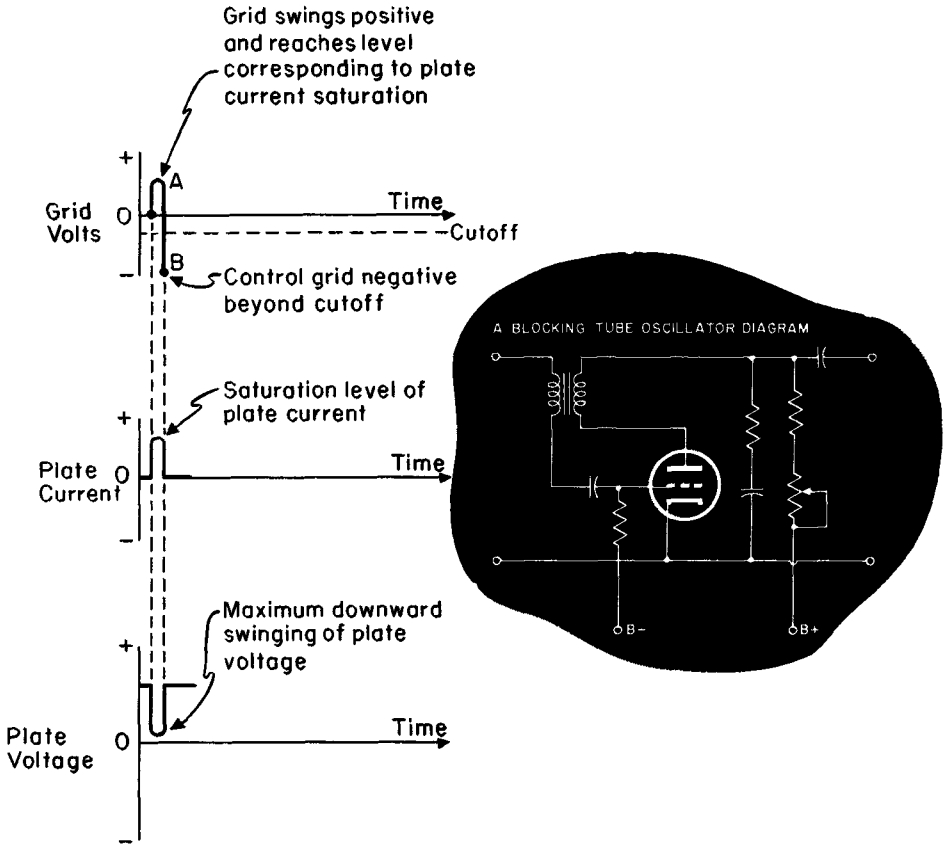 Grid swings positive
and reaches level
corresponding to plate
current saturation
+
A
Time
Grid
Volts
0
Cutoff
B
−
Control grid negative
beyond cutoff
A BLOCKING TUBE OSCILLATOR DIAGRAM
Saturation level of
plate current
+
Time
Plate
Current
0
−
Maximum downward
swinging of plate
voltage
B−
B+
+
Time
Plate
Voltage
0
−